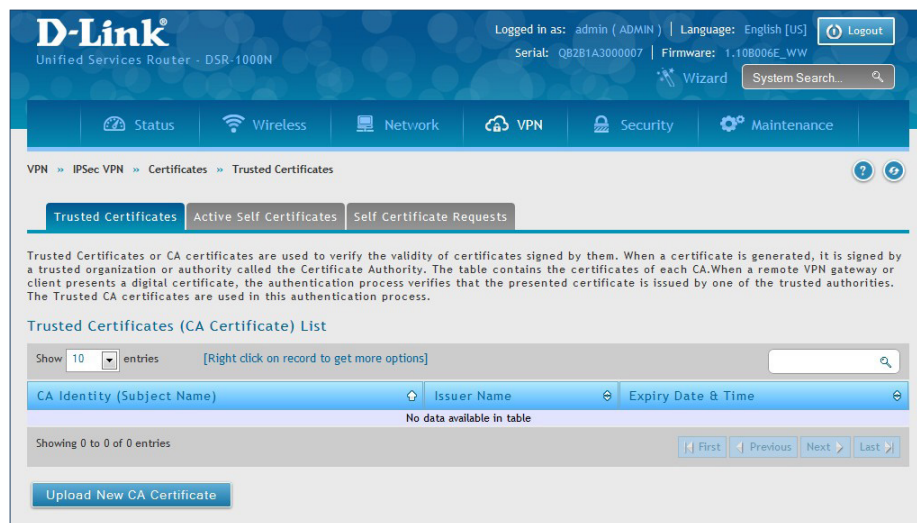 D-Link®
Logged in as: admin ( ADMIN ) | Language: English [US]
Logout
Unified Services Router - DSR-1000N
Serial: QB2B1A3000007 | Firmware: 1.10B006E_WW
Wizard
System Search...
Status
Wireless
Network
VPN
Security
Maintenance
VPN » IPSec VPN » Certificates » Trusted Certificates
?
Trusted Certificates
Active Self Certificates
Self Certificate Requests
Trusted Certificates or CA certificates are used to verify the validity of certificates signed by them. When a certificate is generated, it is signed by
a trusted organization or authority called the Certificate Authority. The table contains the certificates of each CA.When a remote VPN gateway or
client presents a digital certificate, the authentication process verifies that the presented certificate is issued by one of the trusted authorities.
The Trusted CA certificates are used in this authentication process.
Trusted Certificates (CA Certificate) List
Show 10 entries
[Right click on record to get more options]
CA Identity (Subject Name)
Issuer Name
Expiry Date & Time
No data available in table
Showing 0 to 0 of 0 entries
First
Previous
Next
Last
Upload New CA Certificate